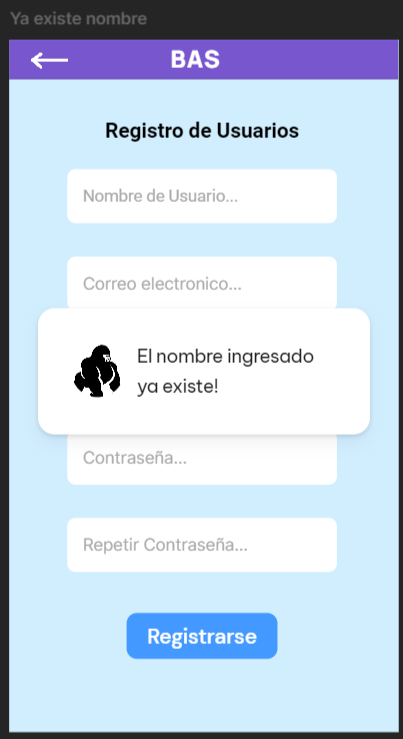 Ya existe nombre
BAS
Registro de Usuarios
Nombre de Usuario...
Correo electronico...
El nombre ingresado
ya existe!
Contraseña...
Repetir Contraseña...
Registrarse